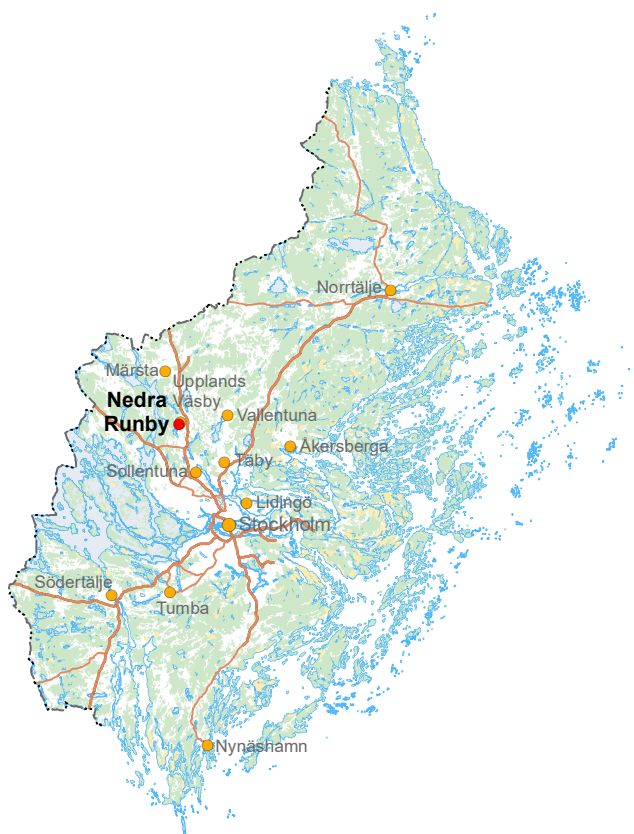 Norrtälje
Märsta
Upplands
Väsby
Nedra
Runby
Vallentuna
Åkersberga
Täby
Sollentuna
Lidingö
Stockholm
Södertälje
Tumba
Nynäshamn